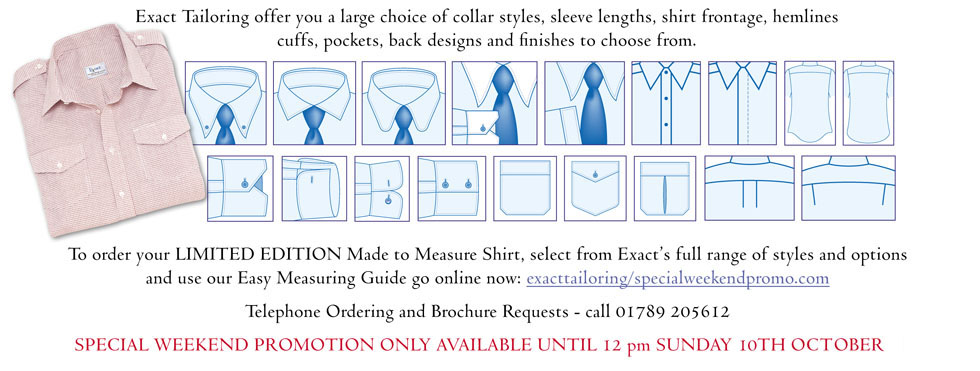 Exact Tailoring offer you a large choice of collar styles, sleeve lengths, shirt frontage, hemlines
cuffs, pockets, back designs and finishes to choose from.
To order your LIMITED EDITION Made to Measure Shirt, select from Exact's full range of styles and options
and use our Easy Measuring Guide go online now: exacttailoring/specialweekendpromo.com
Telephone Ordering and Brochure Requests - call 01789 205612
SPECIAL WEEKEND PROMOTION ONLY AVAILABLE UNTIL 12 pm SUNDAY 10TH OCTOBER